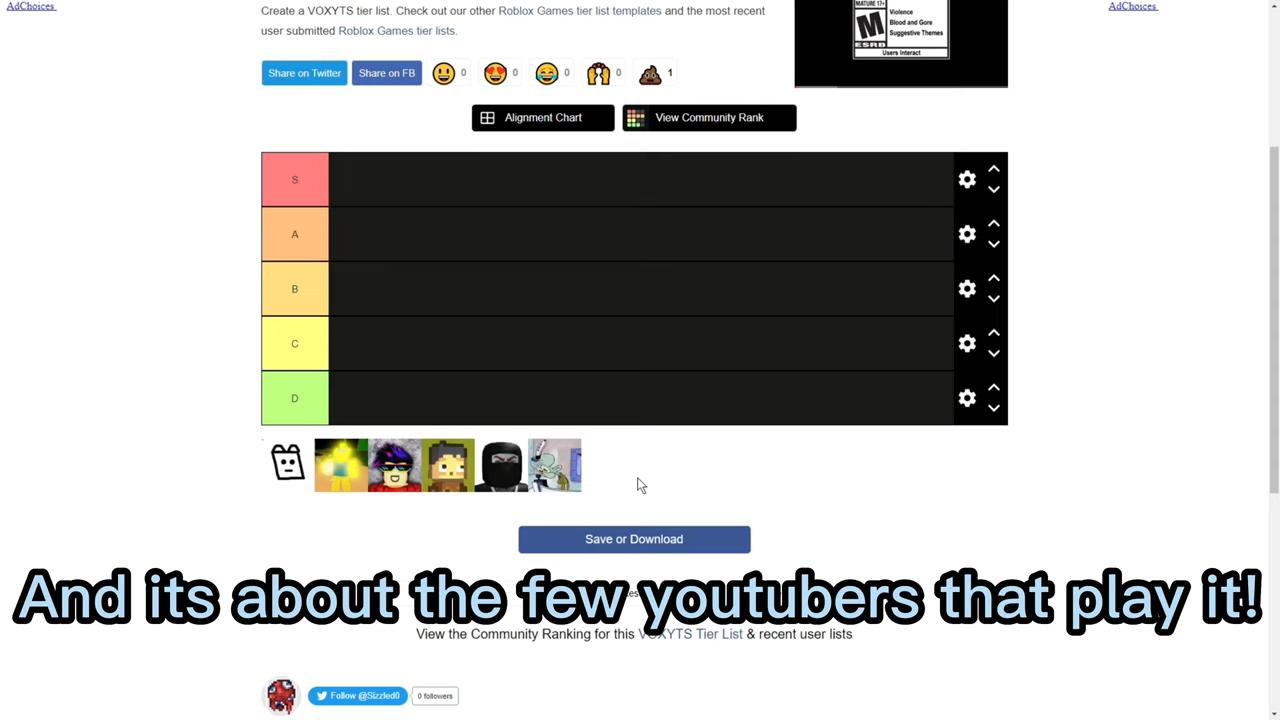 AdChoices
Create a VOXYTS tier list. Check out our other Roblox Games tier list templates and the most recent
user submitted Roblox Games tier lists.
AdChoices
MATURE 17+
M
ESRB
Violence
Blood and Gore
Suggestive Themes
Users Interact
Share on Twitter
Share on FB
0
0
0
0
1
Alignment Chart
View Community Rank
S
A
B
C
D
Save or Download
And its about the few youtubers that play it!
View the Community Ranking for this VOXYTS Tier List & recent user lists
Follow @Sizzled0
0 followers